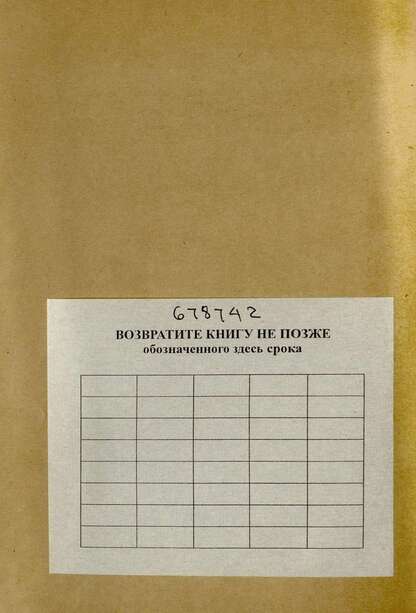 678742
ВОЗВРАТИТЕ КНИГУ НЕ ПОЗЖЕ
обозначенного здесь срока